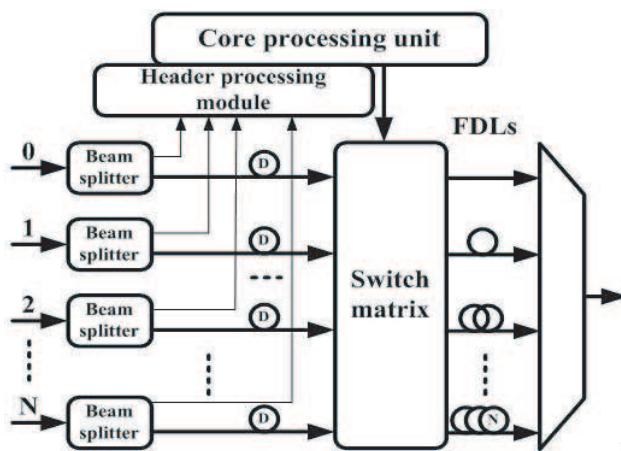 Core processing unit
Header processing
module
FDLs
0
Beam
splitter
D
1
Beam
splitter
D
2
Beam
splitter
D
Switch
matrix
N
Beam
splitter
D
N